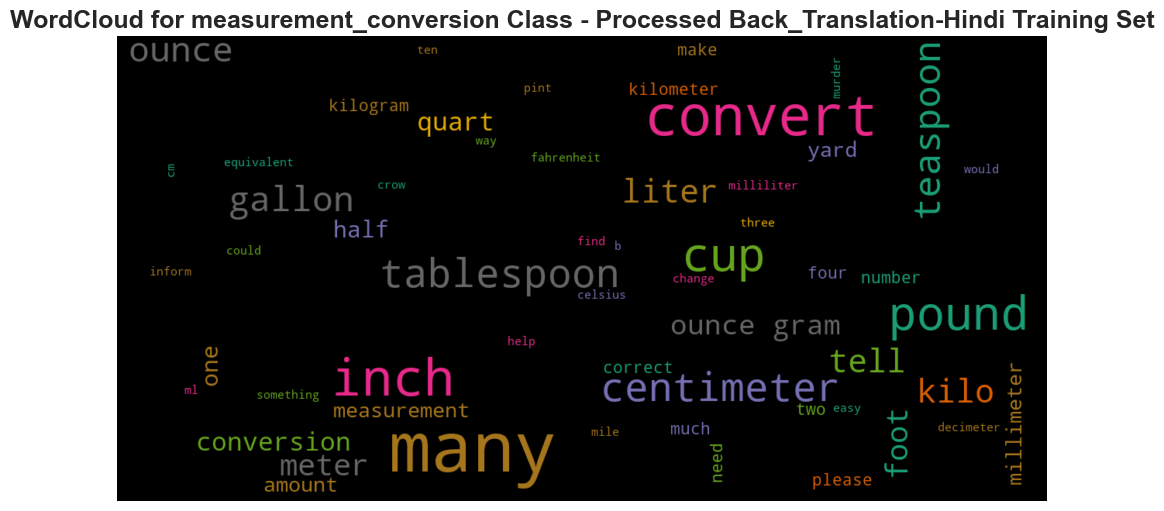 WordCloud for measurement_conversion Class - Processed Back_Translation-Hindi Training Set
ounce
ten
make
teaspoon
murder
pint
kilometer
kilogram
convert
quart
way
yard
fahrenheit
equivalent
cm
would
crow
milliliter
liter
gallon
three
half
find
b
cup
could
inform
tablespoon
change
four
number
celsius
pound
ounce gram
help
one
tell
inch
correct
centimeter
kilo
millimeter
ml
something
measurement
two
easy
foot
many
mile
much
decimeter
conversion
need
meter
amount
please